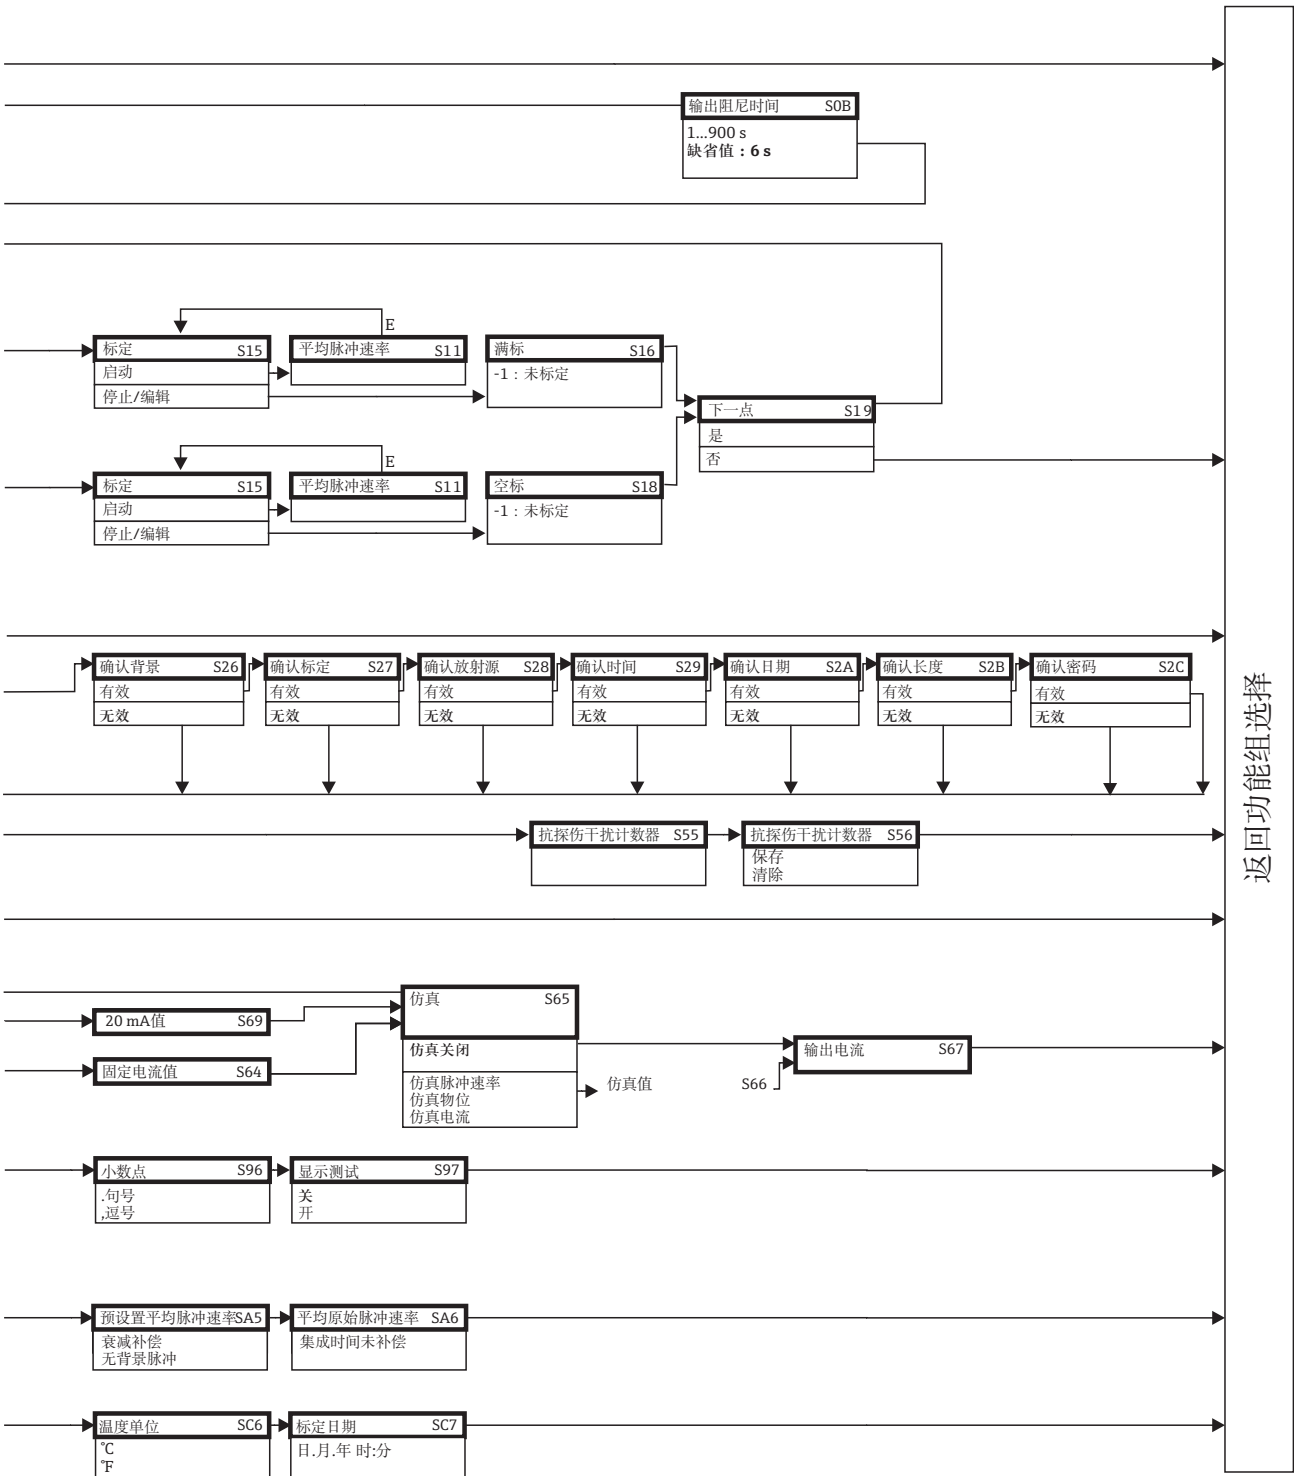 输出阻尼时间 S0B
1...900 s
缺省值 : 6 s
E
标定 S15
启动
停止/编辑
平均脉冲速率 S11
满标 S16
-1 : 未标定
下一点 S19
是
否
E
标定 S15
启动
停止/编辑
平均脉冲速率 S11
空标 S18
-1 : 未标定
确认背景 S26
有效
无效
确认标定 S27
有效
无效
确认放射源 S28
有效
无效
确认时间 S29
有效
无效
确认日期 S2A
有效
无效
确认长度 S2B
有效
无效
确认密码 S2C
有效
无效
抗探伤干扰计数器 S55
抗探伤干扰计数器 S56
保存
清除
20 mA值 S69
固定电流值 S64
仿真 S65
仿真关闭
仿真脉冲速率
仿真物位
仿真电流
仿真值
S66
输出电流 S67
小数点 S96
.句号
,逗号
显示测试 S97
关
开
预设置平均脉冲速率SA5
衰减补偿
无背景脉冲
平均原始脉冲速率 SA6
集成时间未补偿
温度单位 SC6
℃
℉
标定日期 SC7
日.月.年 时:分
返回功能组选择